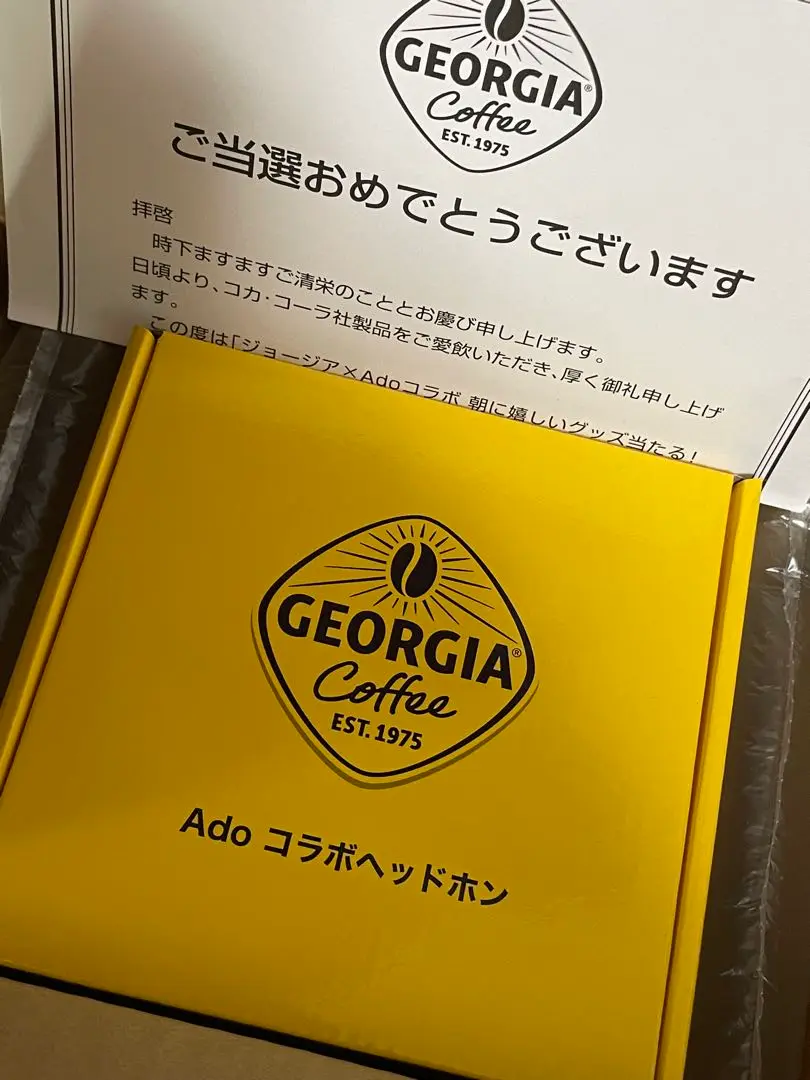 GEORGIA®
Coffee
EST. 1975
ご当選おめでとうございます
拝啓
時下ますますご清栄のこととお慶び申し上げます。
日頃より、コカ・コーラ社製品をご愛飲いただき、厚く御礼申し上げ
ます。
この度は「ジョージア×Adoコラボ 朝に嬉しいグッズ当たる!
GEORGIA®
Coffee
EST. 1975
Ado コラボヘッドホン